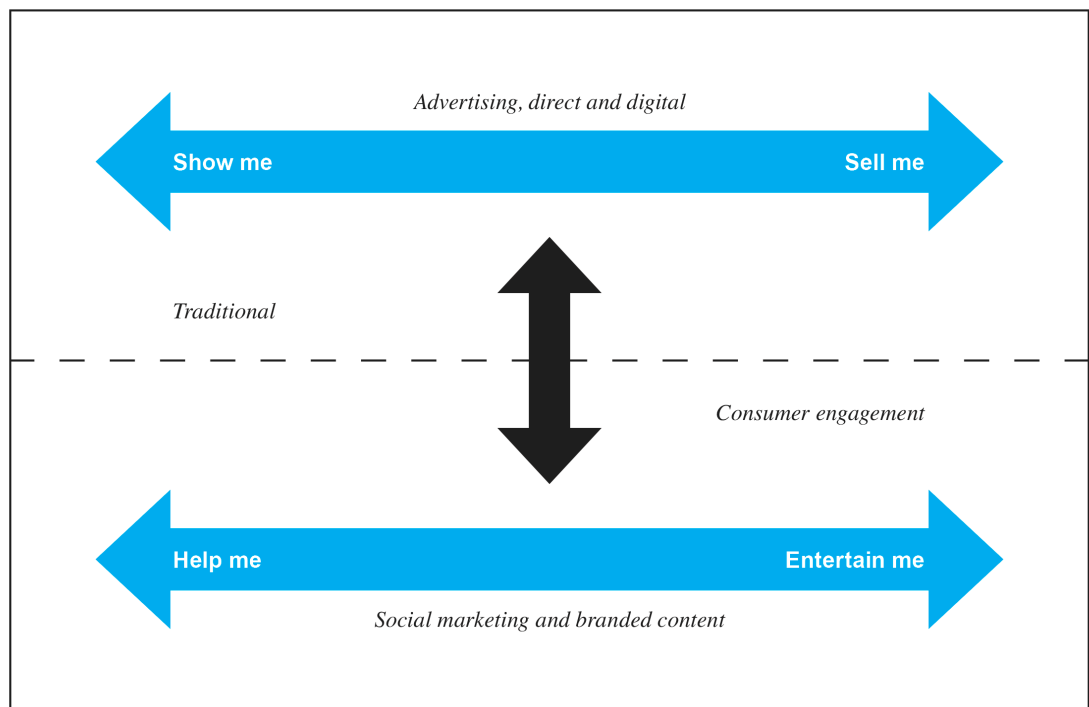 Advertising, direct and digital
Show me
Sell me
Traditional
Consumer engagement
Help me
Entertain me
Social marketing and branded content